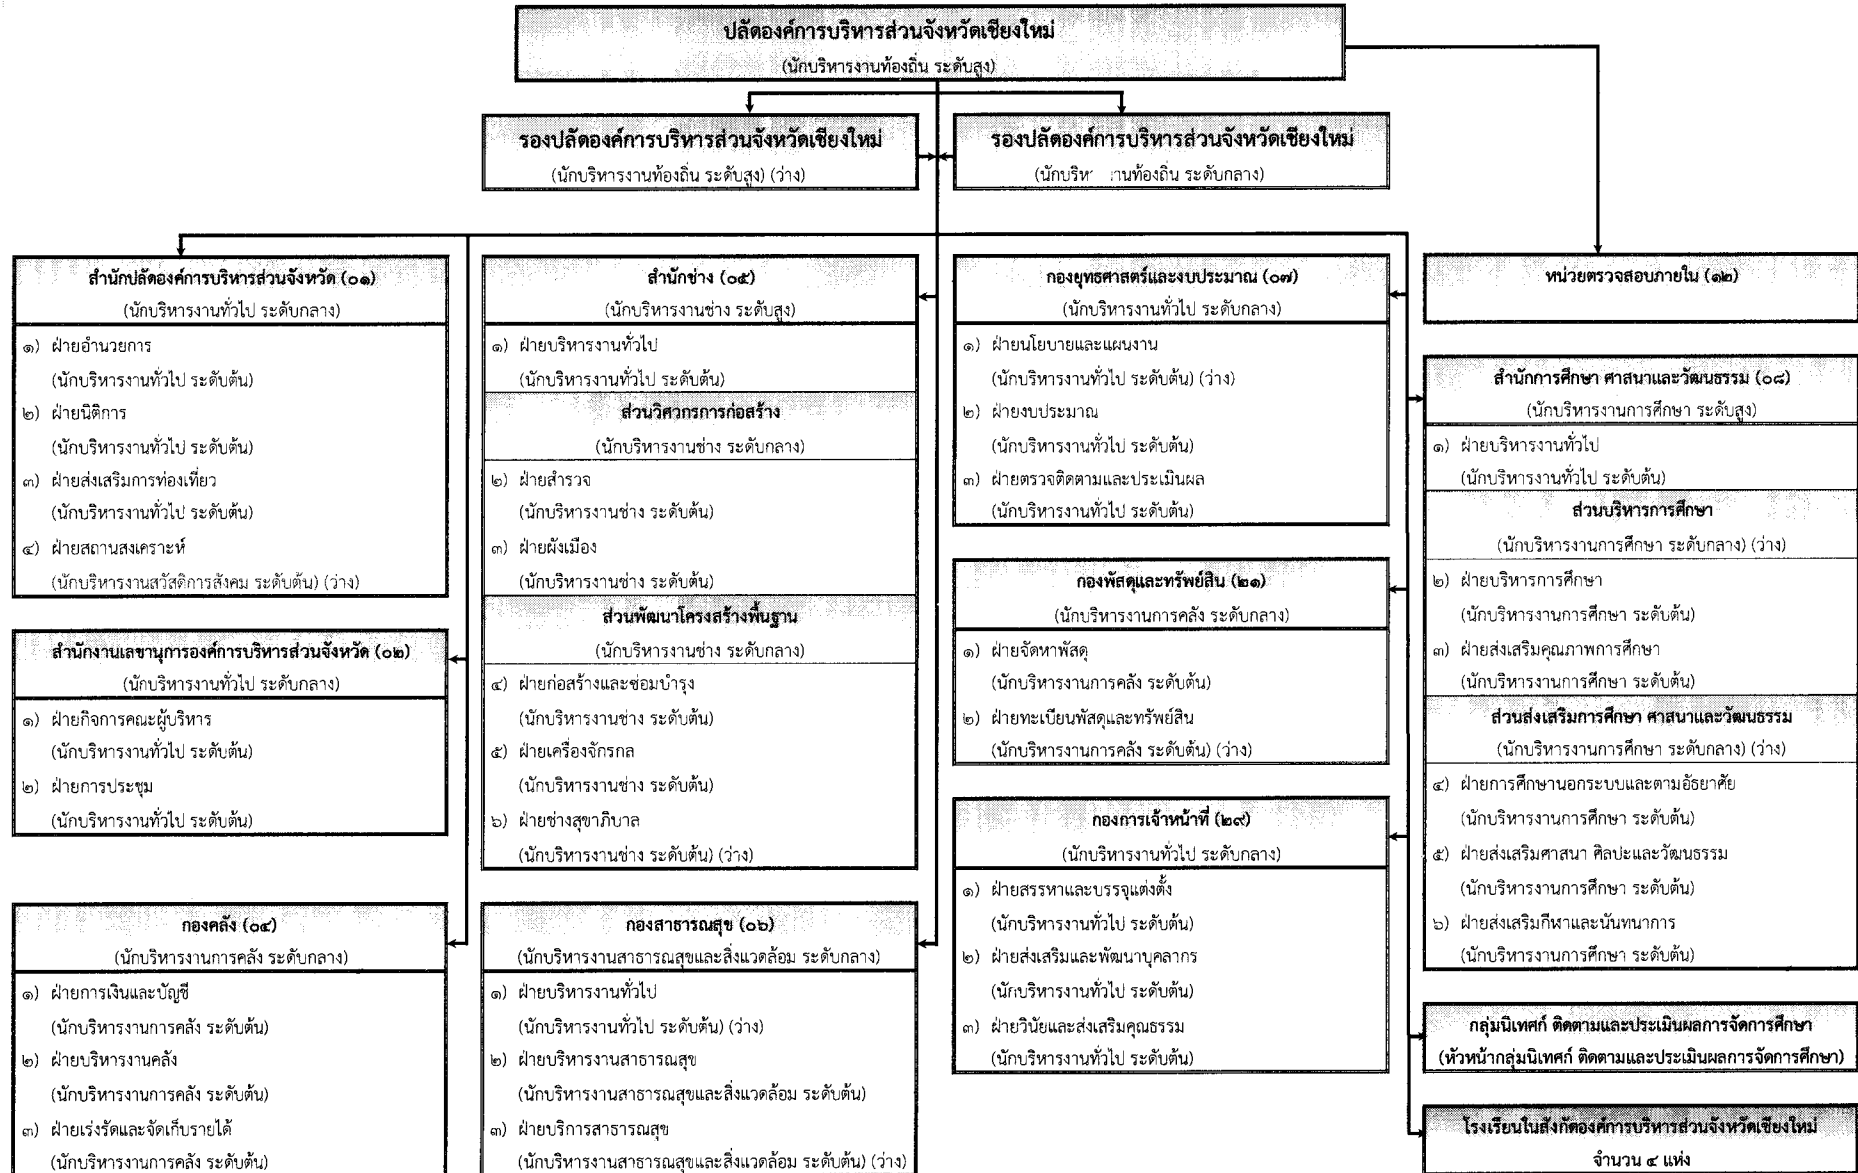 ปลัดองค์การบริหารส่วนจังหวัดเชียงใหม่
(นักบริหารงานท้องถิ่น ระดับสูง)
รองปลัดองค์การบริหารส่วนจังหวัดเชียงใหม่
(นักบริหารงานท้องถิ่น ระดับสูง) (ว่าง)
รองปลัดองค์การบริหารส่วนจังหวัดเชียงใหม่
(นักบริห านท้องถิ่น ระดับกลาง)
สำนักปลัดองค์การบริหารส่วนจังหวัด (๐๑)
(นักบริหารงานทั่วไป ระดับกลาง)
๑) ฝ่ายอำนวยการ
(นักบริหารงานทั่วไป ระดับต้น)
๒) ฝ่ายนิติการ
(นักบริหารงานทั่วไป ระดับต้น)
๓) ฝ่ายส่งเสริมการท่องเที่ยว
(นักบริหารงานทั่วไป ระดับต้น)
๔) ฝ่ายสถานสงเคราะห์
(นักบริหารงานสวัสดิการสังคม ระดับต้น) (ว่าง)
สำนักงานเลขานุการองค์การบริหารส่วนจังหวัด (๐๒)
(นักบริหารงานทั่วไป ระดับกลาง)
๑) ฝ่ายกิจการคณะผู้บริหาร
(นักบริหารงานทั่วไป ระดับต้น)
๒) ฝ่ายการประชุม
(นักบริหารงานทั่วไป ระดับต้น)
กองคลัง (๐๔)
(นักบริหารงานการคลัง ระดับกลาง)
๑) ฝ่ายการเงินและบัญชี
(นักบริหารงานการคลัง ระดับต้น)
๒) ฝ่ายบริหารงานคลัง
(นักบริหารงานการคลัง ระดับต้น)
๓) ฝ่ายเร่งรัดและจัดเก็บรายได้
(นักบริหารงานการคลัง ระดับต้น)
สำนักช่าง (๐๕)
(นักบริหารงานช่าง ระดับสูง)
๑) ฝ่ายบริหารงานทั่วไป
(นักบริหารงานทั่วไป ระดับต้น)
ส่วนวิศวกรการก่อสร้าง
(นักบริหารงานช่าง ระดับกลาง)
๒) ฝ่ายสำรวจ
(นักบริหารงานช่าง ระดับต้น)
๓) ฝ่ายผังเมือง
(นักบริหารงานช่าง ระดับต้น)
ส่วนพัฒนาโครงสร้างพื้นฐาน
(นักบริหารงานช่าง ระดับกลาง)
๔) ฝ่ายก่อสร้างและซ่อมบำรุง
(นักบริหารงานช่าง ระดับต้น)
๕) ฝ่ายเครื่องจักรกล
(นักบริหารงานช่าง ระดับต้น)
๖) ฝ่ายช่างสุขาภิบาล
(นักบริหารงานช่าง ระดับต้น) (ว่าง)
กองสาธารณสุข (๐๖)
(นักบริหารงานสาธารณสุขและสิ่งแวดล้อม ระดับกลาง)
๑) ฝ่ายบริหารงานทั่วไป
(นักบริหารงานทั่วไป ระดับต้น) (ว่าง)
๒) ฝ่ายบริหารงานสาธารณสุข
(นักบริหารงานสาธารณสุขและสิ่งแวดล้อม ระดับต้น)
๓) ฝ่ายบริการสาธารณสุข
(นักบริหารงานสาธารณสุขและสิ่งแวดล้อม ระดับต้น) (ว่าง)
กองยุทธศาสตร์และงบประมาณ (๐๗)
(นักบริหารงานทั่วไป ระดับกลาง)
๑) ฝ่ายนโยบายและแผนงาน
(นักบริหารงานทั่วไป ระดับต้น) (ว่าง)
๒) ฝ่ายงบประมาณ
(นักบริหารงานทั่วไป ระดับต้น)
๓) ฝ่ายตรวจติดตามและประเมินผล
(นักบริหารงานทั่วไป ระดับต้น)
กองพัสดุและทรัพย์สิน (๒๑)
(นักบริหารงานการคลัง ระดับกลาง)
๑) ฝ่ายจัดหาพัสดุ
(นักบริหารงานการคลัง ระดับต้น)
๒) ฝ่ายทะเบียนพัสดุและทรัพย์สิน
(นักบริหารงานการคลัง ระดับต้น) (ว่าง)
กองการเจ้าหน้าที่ (๒๙)
(นักบริหารงานทั่วไป ระดับกลาง)
๑) ฝ่ายสรรหาและบรรจุแต่งตั้ง
(นักบริหารงานทั่วไป ระดับต้น)
๒) ฝ่ายส่งเสริมและพัฒนาบุคลากร
(นักบริหารงานทั่วไป ระดับต้น)
๓) ฝ่ายวินัยและส่งเสริมคุณธรรม
(นักบริหารงานทั่วไป ระดับต้น)
หน่วยตรวจสอบภายใน (๑๒)
สำนักการศึกษา ศาสนาและวัฒนธรรม (๐๘)
(นักบริหารงานการศึกษา ระดับสูง)
๑) ฝ่ายบริหารงานทั่วไป
(นักบริหารงานทั่วไป ระดับต้น)
ส่วนบริหารการศึกษา
(นักบริหารงานการศึกษา ระดับกลาง) (ว่าง)
๒) ฝ่ายบริหารการศึกษา
(นักบริหารงานการศึกษา ระดับต้น)
๓) ฝ่ายส่งเสริมคุณภาพการศึกษา
(นักบริหารงานการศึกษา ระดับต้น)
ส่วนส่งเสริมการศึกษา ศาสนาและวัฒนธรรม
(นักบริหารงานการศึกษา ระดับกลาง) (ว่าง)
๔) ฝ่ายการศึกษานอกระบบและตามอัธยาศัย
(นักบริหารงานการศึกษา ระดับต้น)
๕) ฝ่ายส่งเสริมศาสนา ศิลปะและวัฒนธรรม
(นักบริหารงานการศึกษา ระดับต้น)
๖) ฝ่ายส่งเสริมกีฬาและนันทนาการ
(นักบริหารงานการศึกษา ระดับต้น)
กลุ่มนิเทศก์ ติดตามและประเมินผลการจัดการศึกษา
(หัวหน้ากลุ่มนิเทศก์ ติดตามและประเมินผลการจัดการศึกษา)
โรงเรียนในสังกัดองค์การบริหารส่วนจังหวัดเชียงใหม่
จำนวน ๔ แห่ง